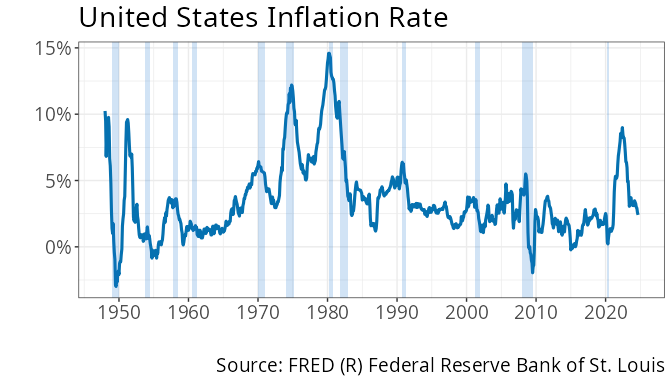 United States Inflation Rate
15%
10%
5%
0%
1950 1960 1970 1980 1990 2000 2010 2020
Source: FRED (R) Federal Reserve Bank of St. Louis